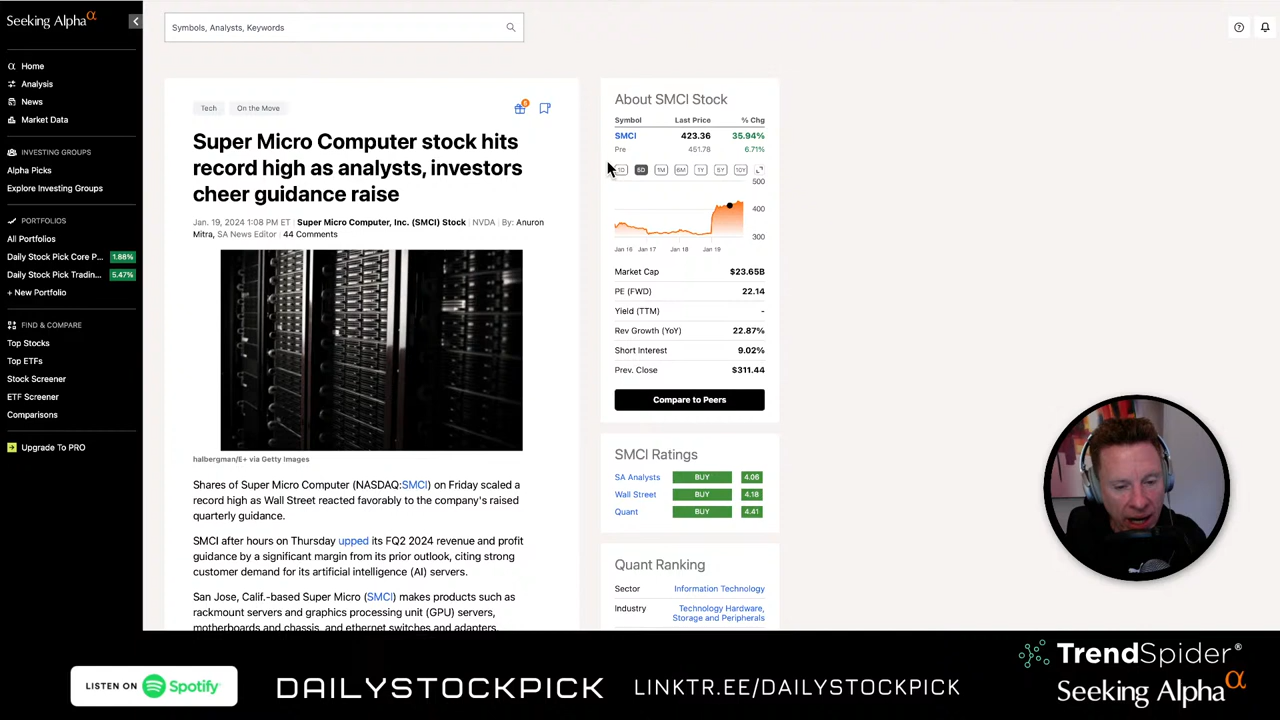 Seeking Alpha α
Symbols, Analysts, Keywords
α Home
Analysis
News
Market Data
INVESTING GROUPS
Alpha Picks
Explore Investing Groups
PORTFOLIOS
All Portfolios
Daily Stock Pick Core P... 1.88%
Daily Stock Pick Tradin... 5.47%
+ New Portfolio
FIND & COMPARE
Top Stocks
Top ETFs
Stock Screener
ETF Screener
Comparisons
Upgrade To PRO
Tech On the Move
Super Micro Computer stock hits
record high as analysts, investors
cheer guidance raise
Jan. 19, 2024 1:08 PM ET | Super Micro Computer, Inc. (SMCI) Stock | NVDA | By: Anuron
Mitra, SA News Editor | 44 Comments
halbergman/E+ via Getty Images
Shares of Super Micro Computer (NASDAQ:SMCI) on Friday scaled a
record high as Wall Street reacted favorably to the company's raised
quarterly guidance.
SMCI after hours on Thursday upped its FQ2 2024 revenue and profit
guidance by a significant margin from its prior outlook, citing strong
customer demand for its artificial intelligence (AI) servers.
San Jose, Calif.-based Super Micro (SMCI) makes products such as
rackmount servers and graphics processing unit (GPU) servers,
motherboards and chassis, and ethernet switches and adapters.
About SMCI Stock
Symbol Last Price % Chg
SMCI 423.36 35.94%
Pre 451.78 6.71%
1D 5D 1M 6M 1Y 5Y 10Y
500
400
300
Jan 16 Jan 17 Jan 18 Jan 19
Market Cap $23.65B
PE (FWD) 22.14
Yield (TTM) -
Rev Growth (YoY) 22.87%
Short Interest 9.02%
Prev. Close $311.44
Compare to Peers
SMCI Ratings
SA Analysts BUY 4.06
Wall Street BUY 4.18
Quant BUY 4.41
Quant Ranking
Sector Information Technology
Industry Technology Hardware,
Storage and Peripherals
LISTEN ON Spotify
DAILYSTOCKPICK
LINKTR.EE/DAILYSTOCKPICK
TrendSpider®
Seeking Alpha α